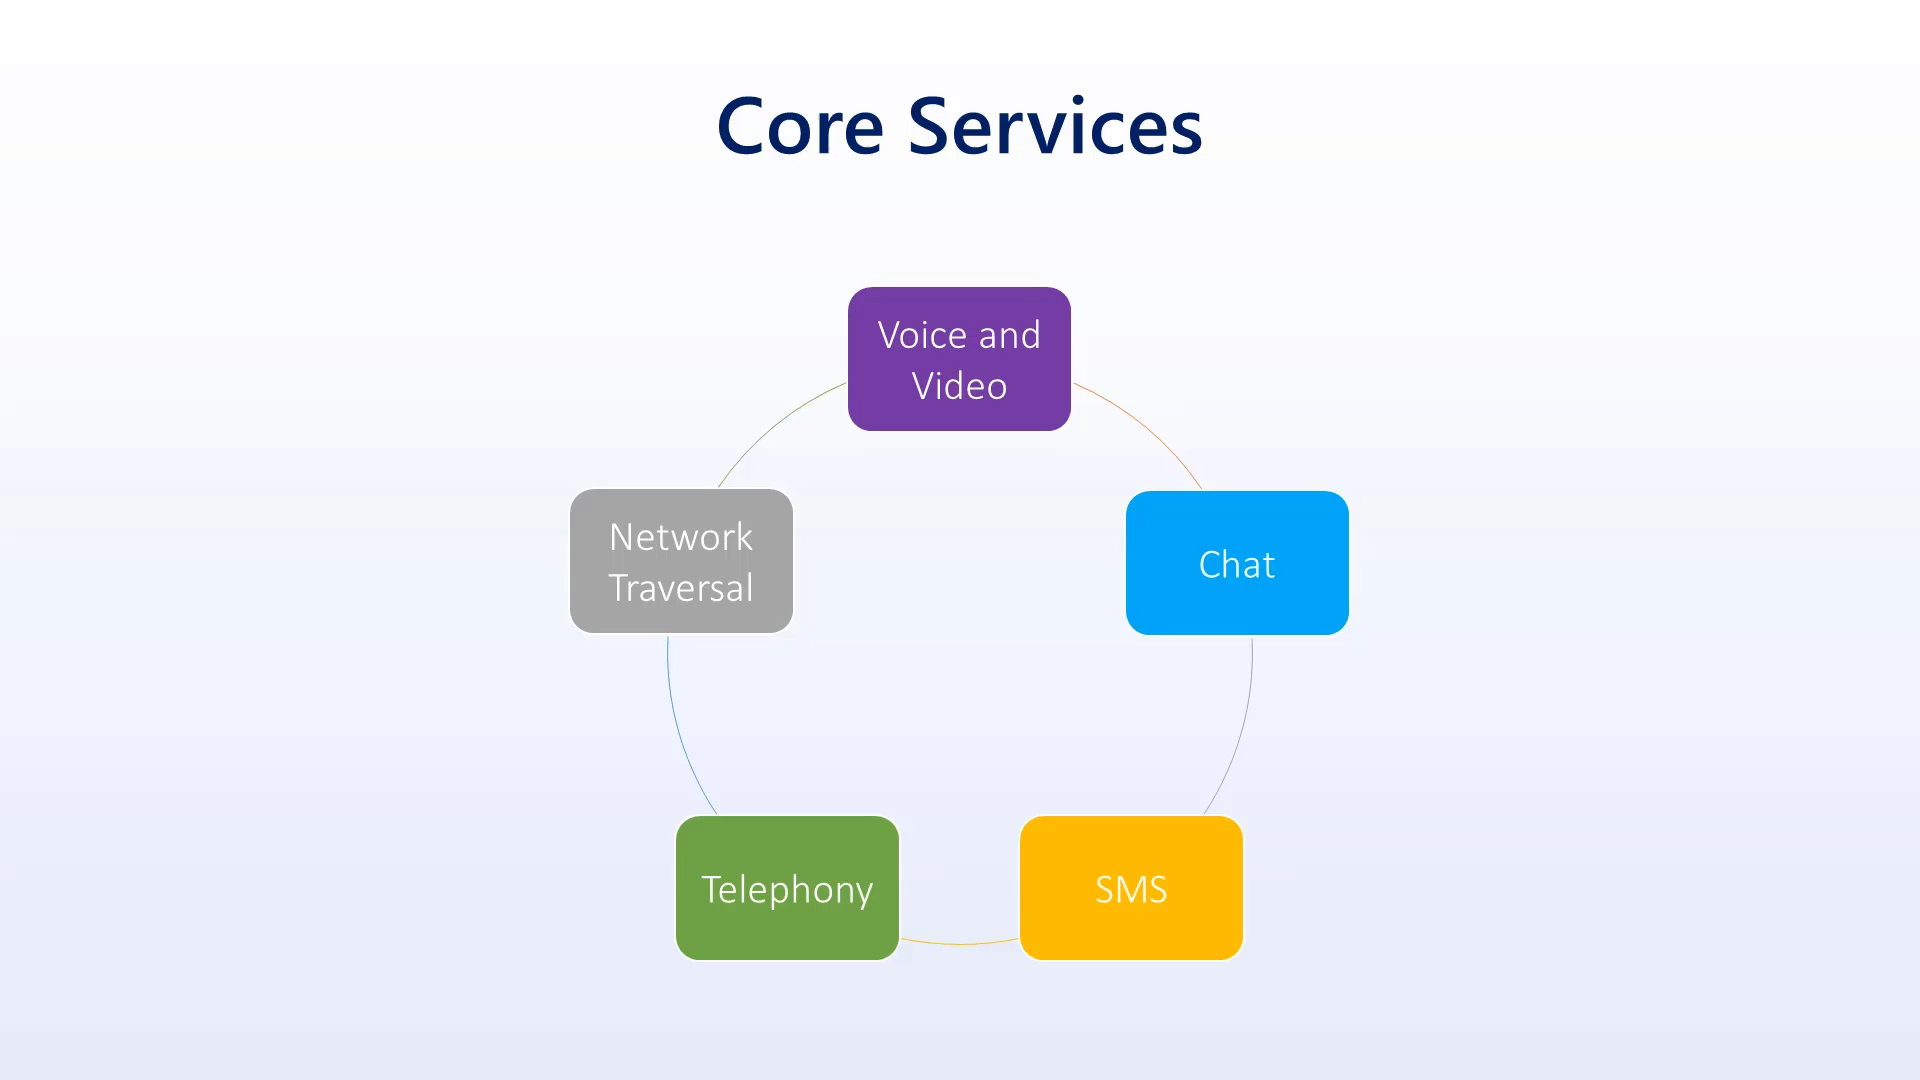 Core Services
Voice and
Video
Network
Traversal
Chat
Telephony
SMS